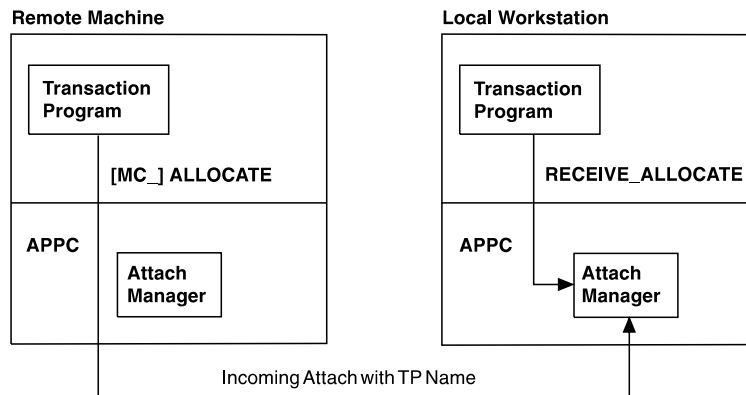 Remote Machine
Local Workstation
Transaction
Program
Transaction
Program
[MC_] ALLOCATE
RECEIVE_ALLOCATE
APPC
APPC
Attach
Manager
Attach
Manager
Incoming Attach with TP Name